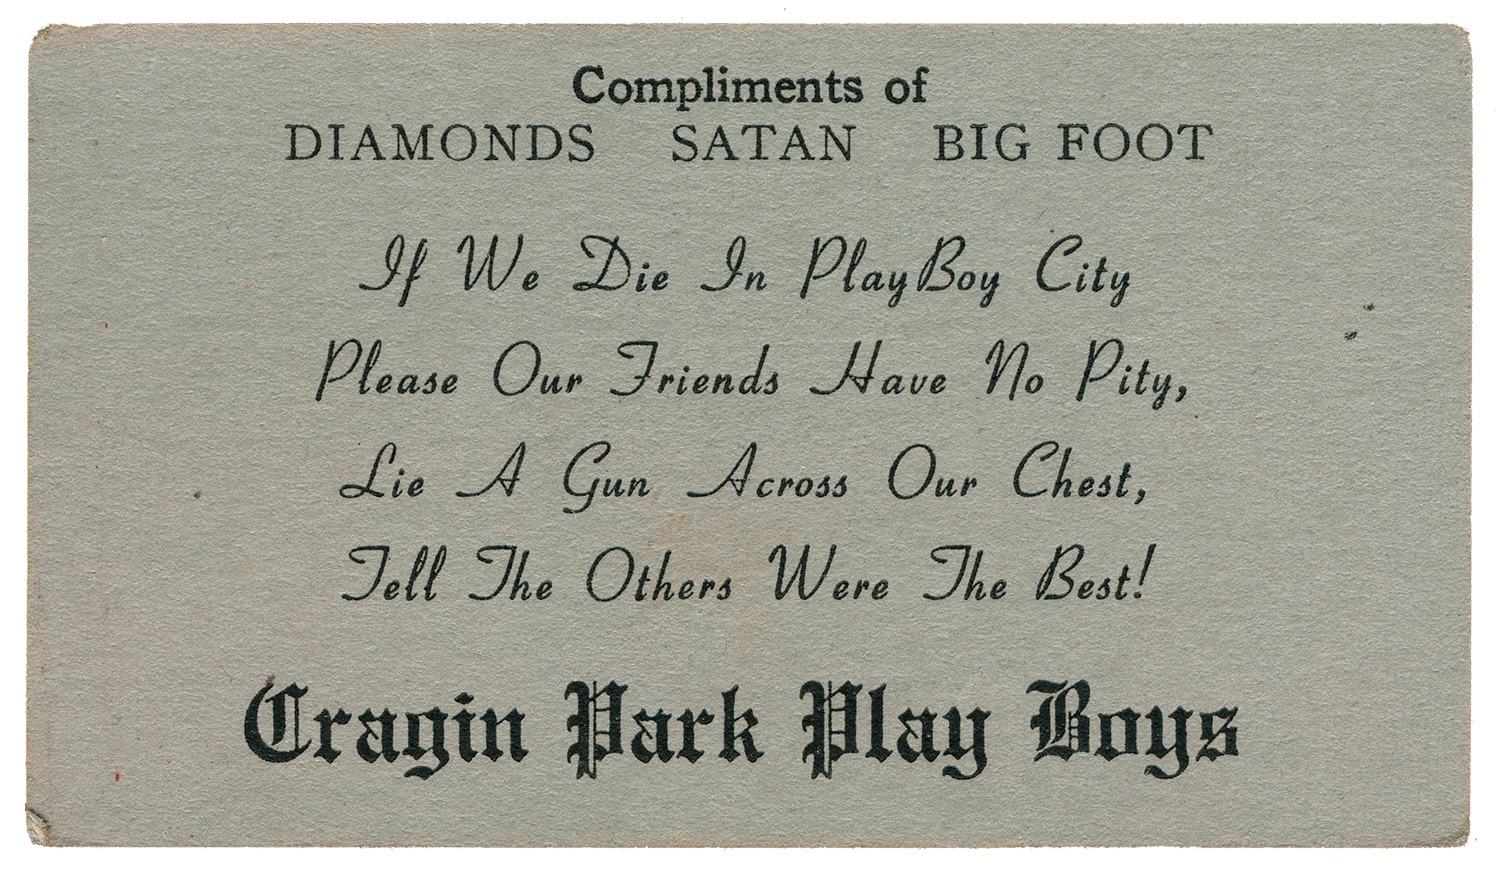 Compliments of
DIAMONDS SATAN BIG FOOT
If We Die In PlayBoy City
Please Our Friends Have No Pity,
Lie A Gun Across Our Chest,
Tell The Others Were The Best!
Cragin Park Play Boys